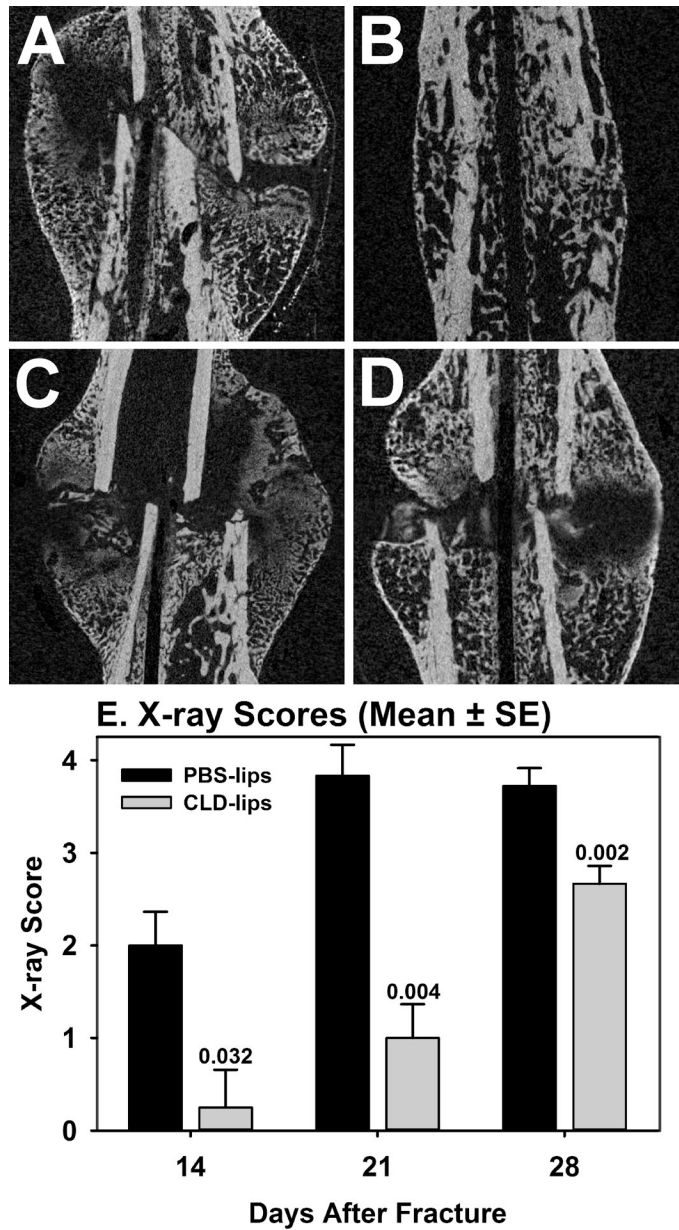 A
B
C
D
E. X-ray Scores (Mean ± SE)
4
3
2
1
0
X-ray Score
PBS-lips
CLD-lips
0.032
0.004
0.002
14
21
28
Days After Fracture